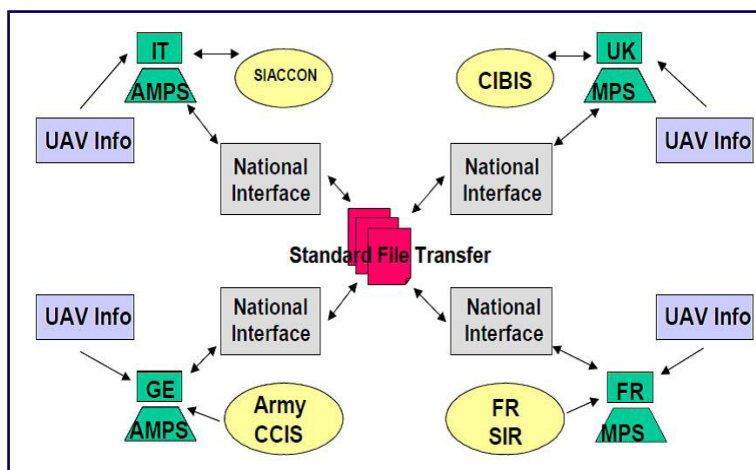 IT
AMPS
SIACCON
CIBIS
UK
MPS
UAV Info
National
Interface
National
Interface
UAV Info
Standard File Transfer
UAV Info
National
Interface
National
Interface
UAV Info
GE
AMPS
Army
CCIS
FR
SIR
FR
MPS